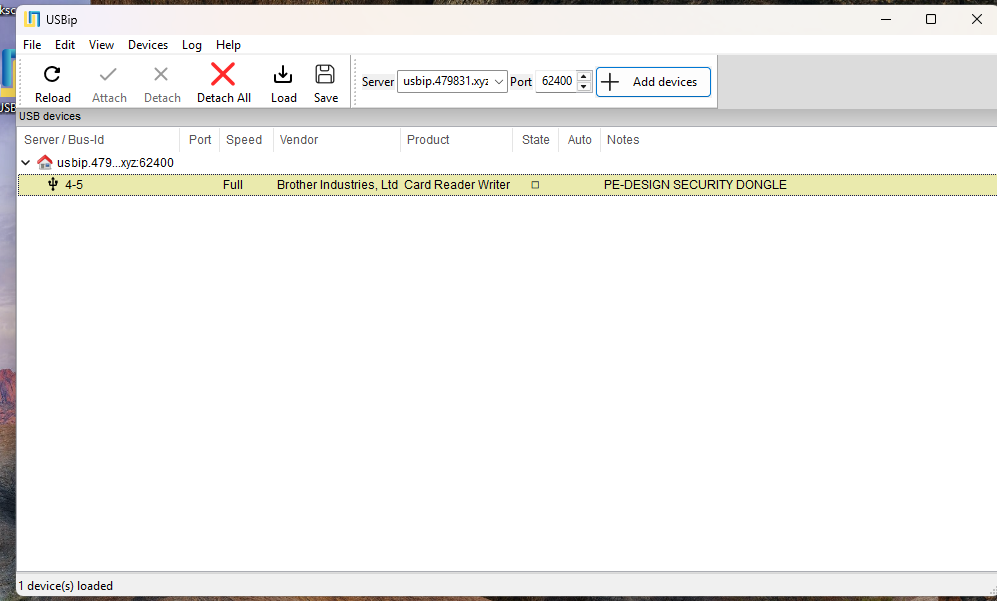 USBip
File Edit View Devices Log Help
Reload Attach Detach Detach All Load Save Server usbip.479831.xyz Port 62400 Add devices
USB devices
Server / Bus-Id Port Speed Vendor Product State Auto Notes
usbip.479...xyz:62400
4-5 Full Brother Industries, Ltd Card Reader Writer PE-DESIGN SECURITY DONGLE
1 device(s) loaded